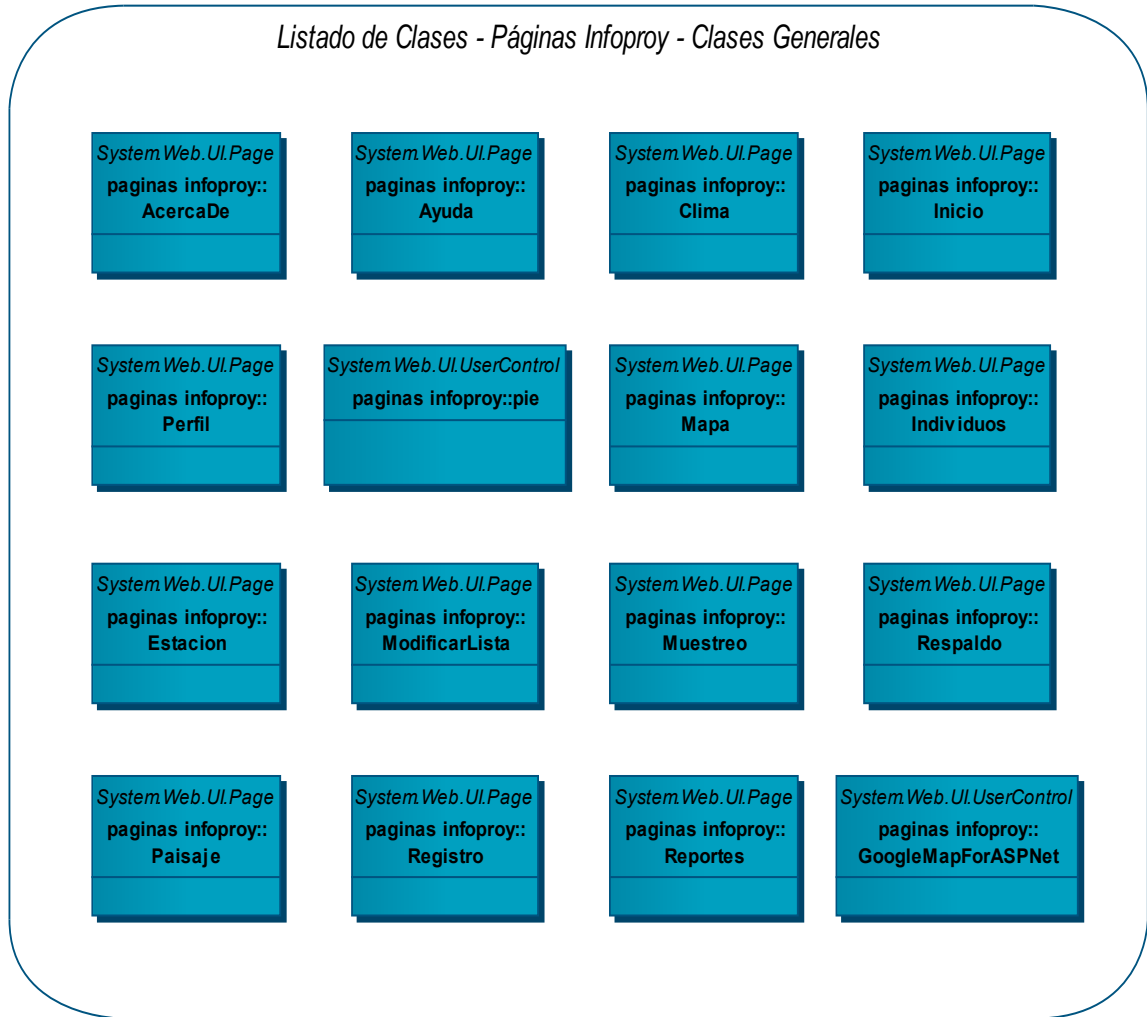 Listado de Clases - Páginas Infoproy - Clases Generales
System.Web.UI.Page
paginas infoproy::
AcercaDe
System.Web.UI.Page
paginas infoproy::
Ayuda
System.Web.UI.Page
paginas infoproy::
Clima
System.Web.UI.Page
paginas infoproy::
Inicio
System.Web.UI.Page
paginas infoproy::
Perfil
System.Web.UI.UserControl
paginas infoproy::pie
System.Web.UI.Page
paginas infoproy::
Mapa
System.Web.UI.Page
paginas infoproy::
Individuos
System.Web.UI.Page
paginas infoproy::
Estacion
System.Web.UI.Page
paginas infoproy::
ModificarLista
System.Web.UI.Page
paginas infoproy::
Muestreo
System.Web.UI.Page
paginas infoproy::
Respaldo
System.Web.UI.Page
paginas infoproy::
Paisaje
System.Web.UI.Page
paginas infoproy::
Registro
System.Web.UI.Page
paginas infoproy::
Reportes
System.Web.UI.UserControl
paginas infoproy::
GoogleMapForASPNet